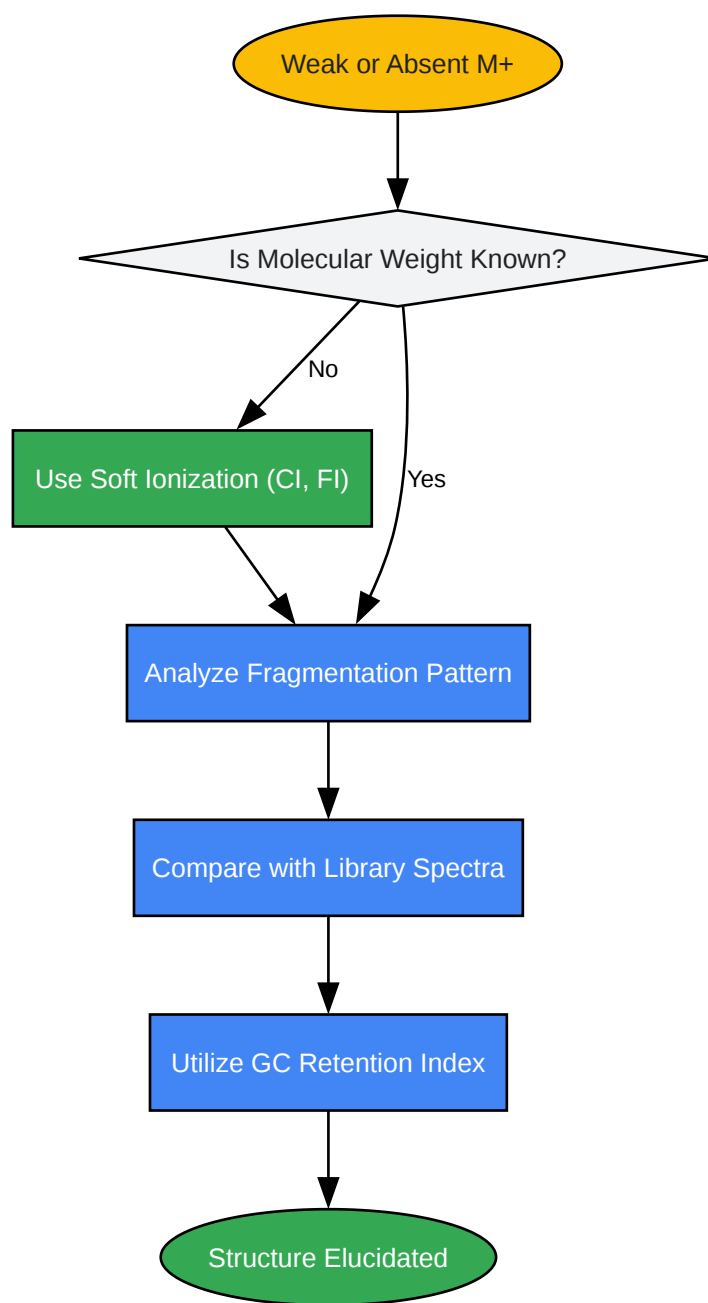 Weak or Absent M+
Is Molecular Weight Known?
No
Use Soft Ionization (CI, FI)
Yes
Analyze Fragmentation Pattern
Compare with Library Spectra
Utilize GC Retention Index
Structure Elucidated